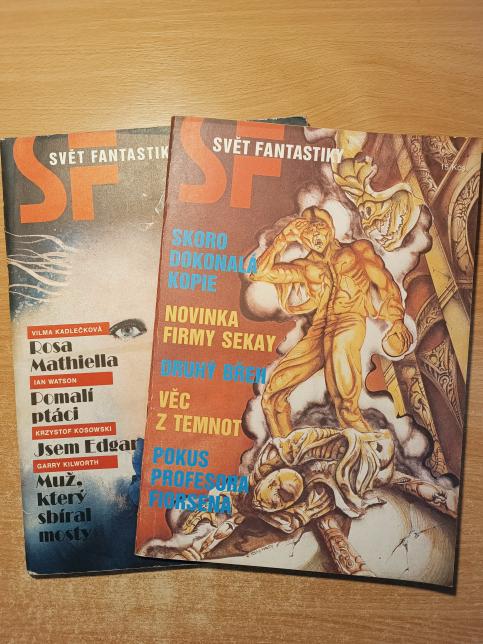 SF
SVĚT FANTASTIK
VILMA KADLEČKOVÁ
Rosa
Mathiella
IAN WATSON
Pomalí
ptáci
KRZYSTOF KOSOWSKI
Jsem Edgar
GARRY KILWORTH
Muž,
který
sbíral
mosty
SF
SVĚT FANTASTIKY
15 Kčs
SKORO
DOKONALÁ
KOPIE
NOVINKA
FIRMY SEKAY
DRUHÝ BŘEH
VĚC
Z TEMNOT
POKUS
PROFESORA
FIORSENA